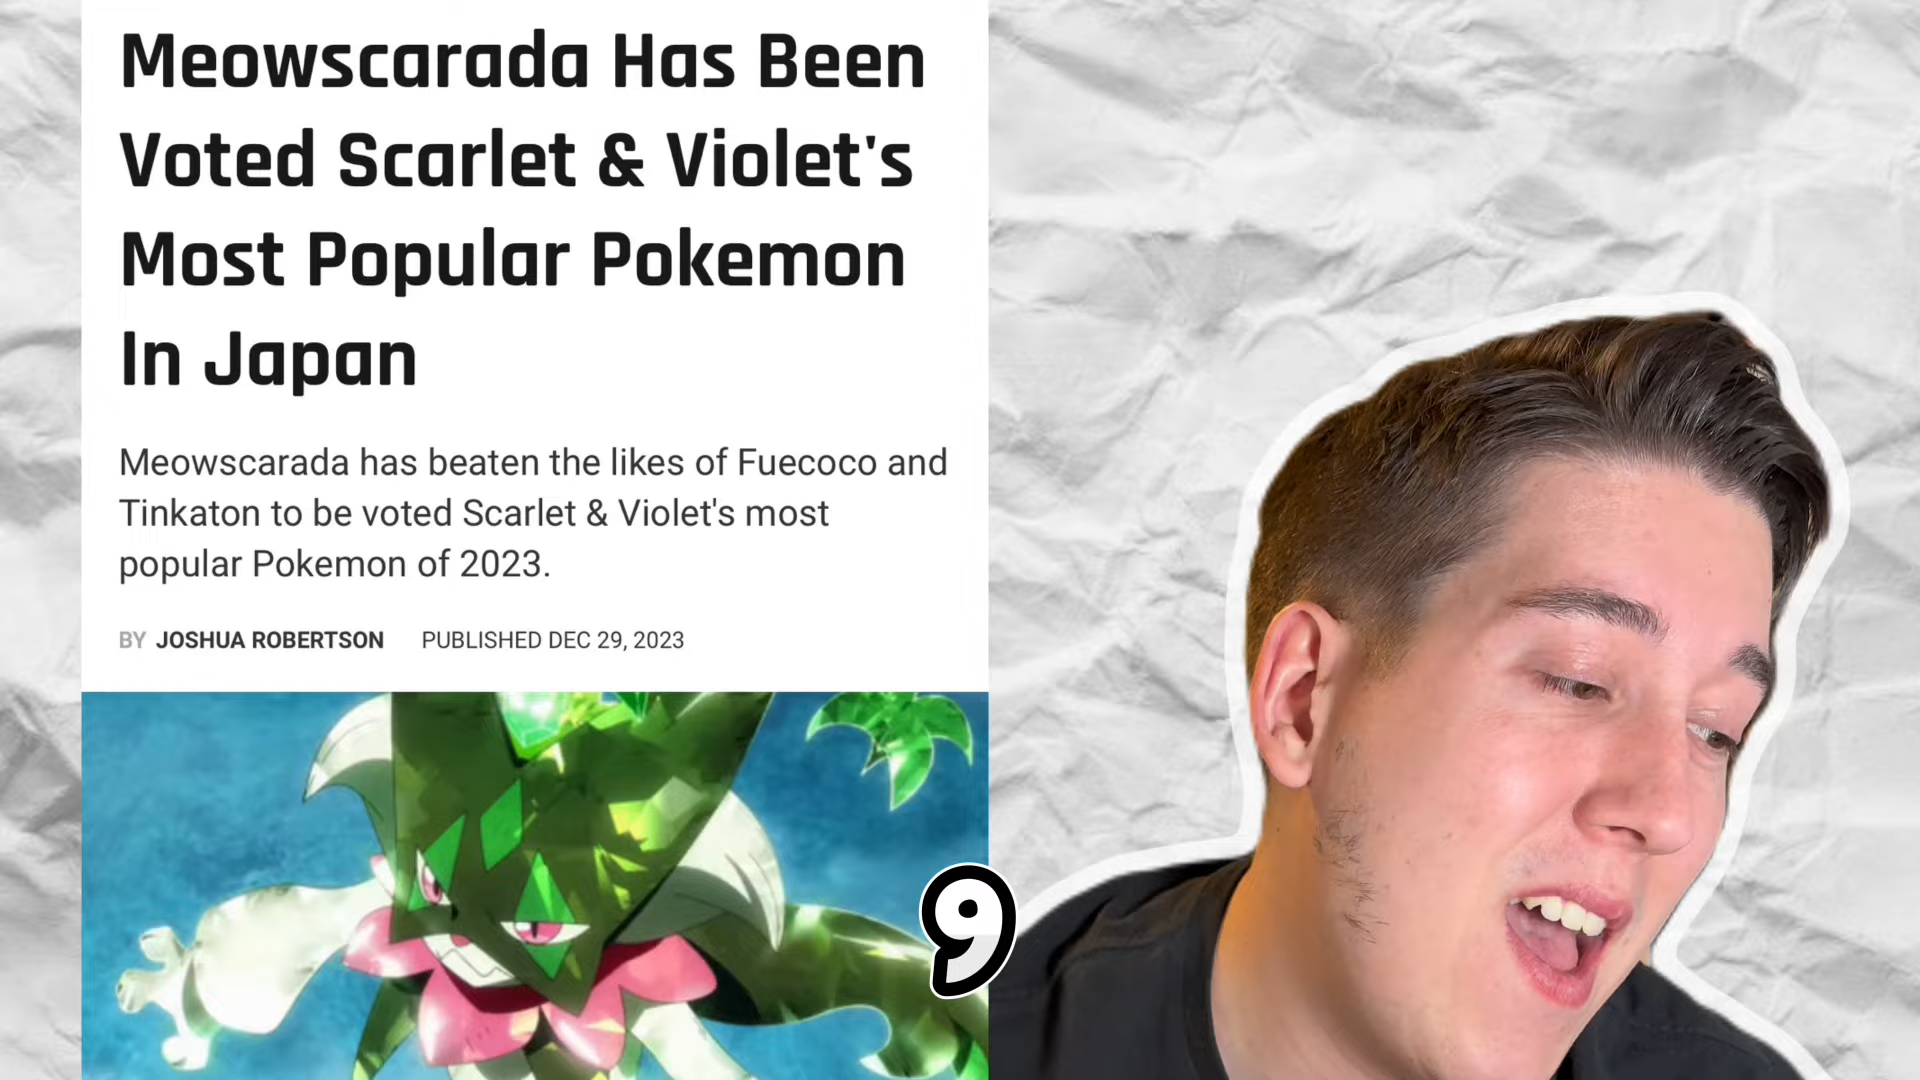 Meowscarada Has Been
Voted Scarlet & Violet's
Most Popular Pokemon
In Japan
Meowscarada has beaten the likes of Fuecoco and
Tinkaton to be voted Scarlet & Violet's most
popular Pokemon of 2023.
BY JOSHUA ROBERTSON PUBLISHED DEC 29, 2023
9